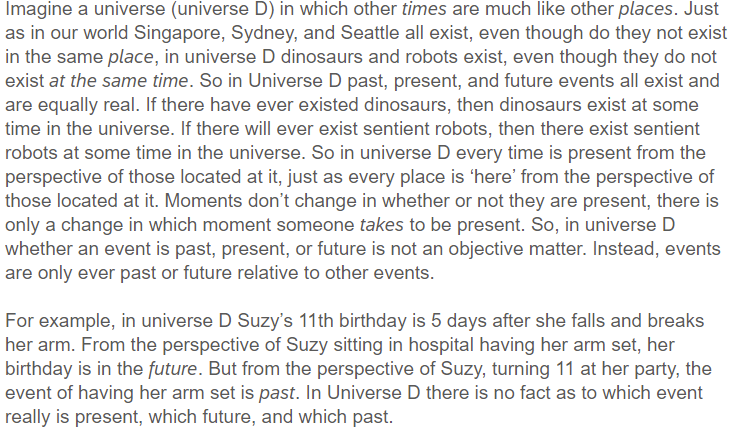 Imagine a universe (universe D) in which other times are much like other places. Just
as in our world Singapore, Sydney, and Seattle all exist, even though do they not exist
in the same place, in universe D dinosaurs and robots exist, even though they do not
exist at the same time. So in Universe D past, present, and future events all exist and
are equally real. If there have ever existed dinosaurs, then dinosaurs exist at some
time in the universe. If there will ever exist sentient robots, then there exist sentient
robots at some time in the universe. So in universe D every time is present from the
perspective of those located at it, just as every place is ‘here’ from the perspective of
those located at it. Moments don’t change in whether or not they are present, there is
only a change in which moment someone takes to be present. So, in universe D
whether an event is past, present, or future is not an objective matter. Instead, events
are only ever past or future relative to other events.
For example, in universe D Suzy’s 11th birthday is 5 days after she falls and breaks
her arm. From the perspective of Suzy sitting in hospital having her arm set, her
birthday is in the future. But from the perspective of Suzy, turning 11 at her party, the
event of having her arm set is past. In Universe D there is no fact as to which event
really is present, which future, and which past.